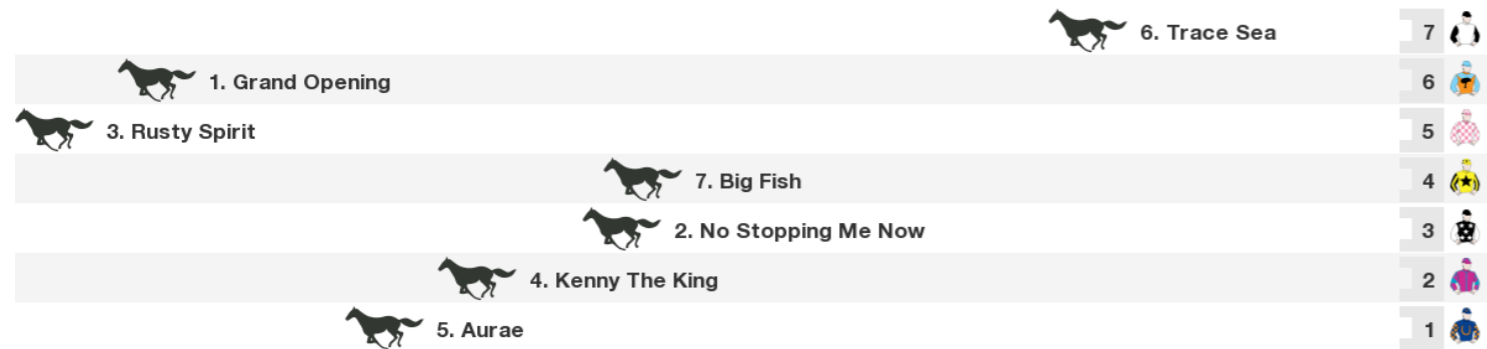 6. Trace Sea 7
1. Grand Opening 6
3. Rusty Spirit 5
7. Big Fish 4
2. No Stopping Me Now 3
4. Kenny The King 2
5. Aurae 1